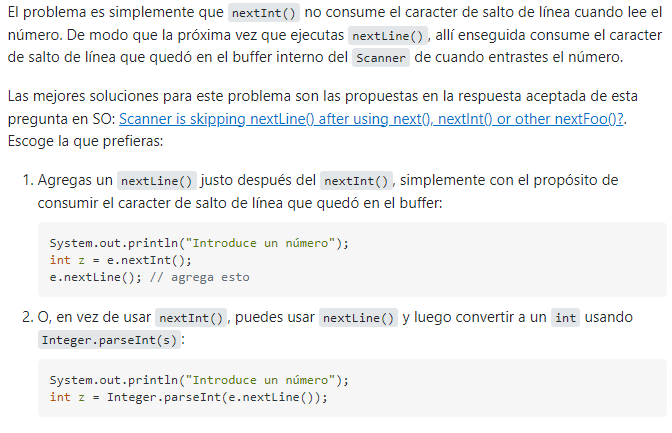 El problema es simplemente que nextInt() no consume el caracter de salto de línea cuando lee el
número. De modo que la próxima vez que ejecutas nextLine(), allí enseguida consume el caracter
de salto de línea que quedó en el buffer interno del Scanner de cuando entrastes el número.
Las mejores soluciones para este problema son las propuestas en la respuesta aceptada de esta
pregunta en SO: Scanner is skipping nextLine() after using next(), nextInt() or other nextFoo()?.
Escoge la que prefieras:
1. Agregas un nextLine() justo después del nextInt(), simplemente con el propósito de
consumir el caracter de salto de línea que quedó en el buffer:
System.out.println("Introduce un número");
int z = e.nextInt();
e.nextLine(); // agrega esto
2. O, en vez de usar nextInt(), puedes usar nextLine() y luego convertir a un int usando
Integer.parseInt(s):
System.out.println("Introduce un número");
int z = Integer.parseInt(e.nextLine());